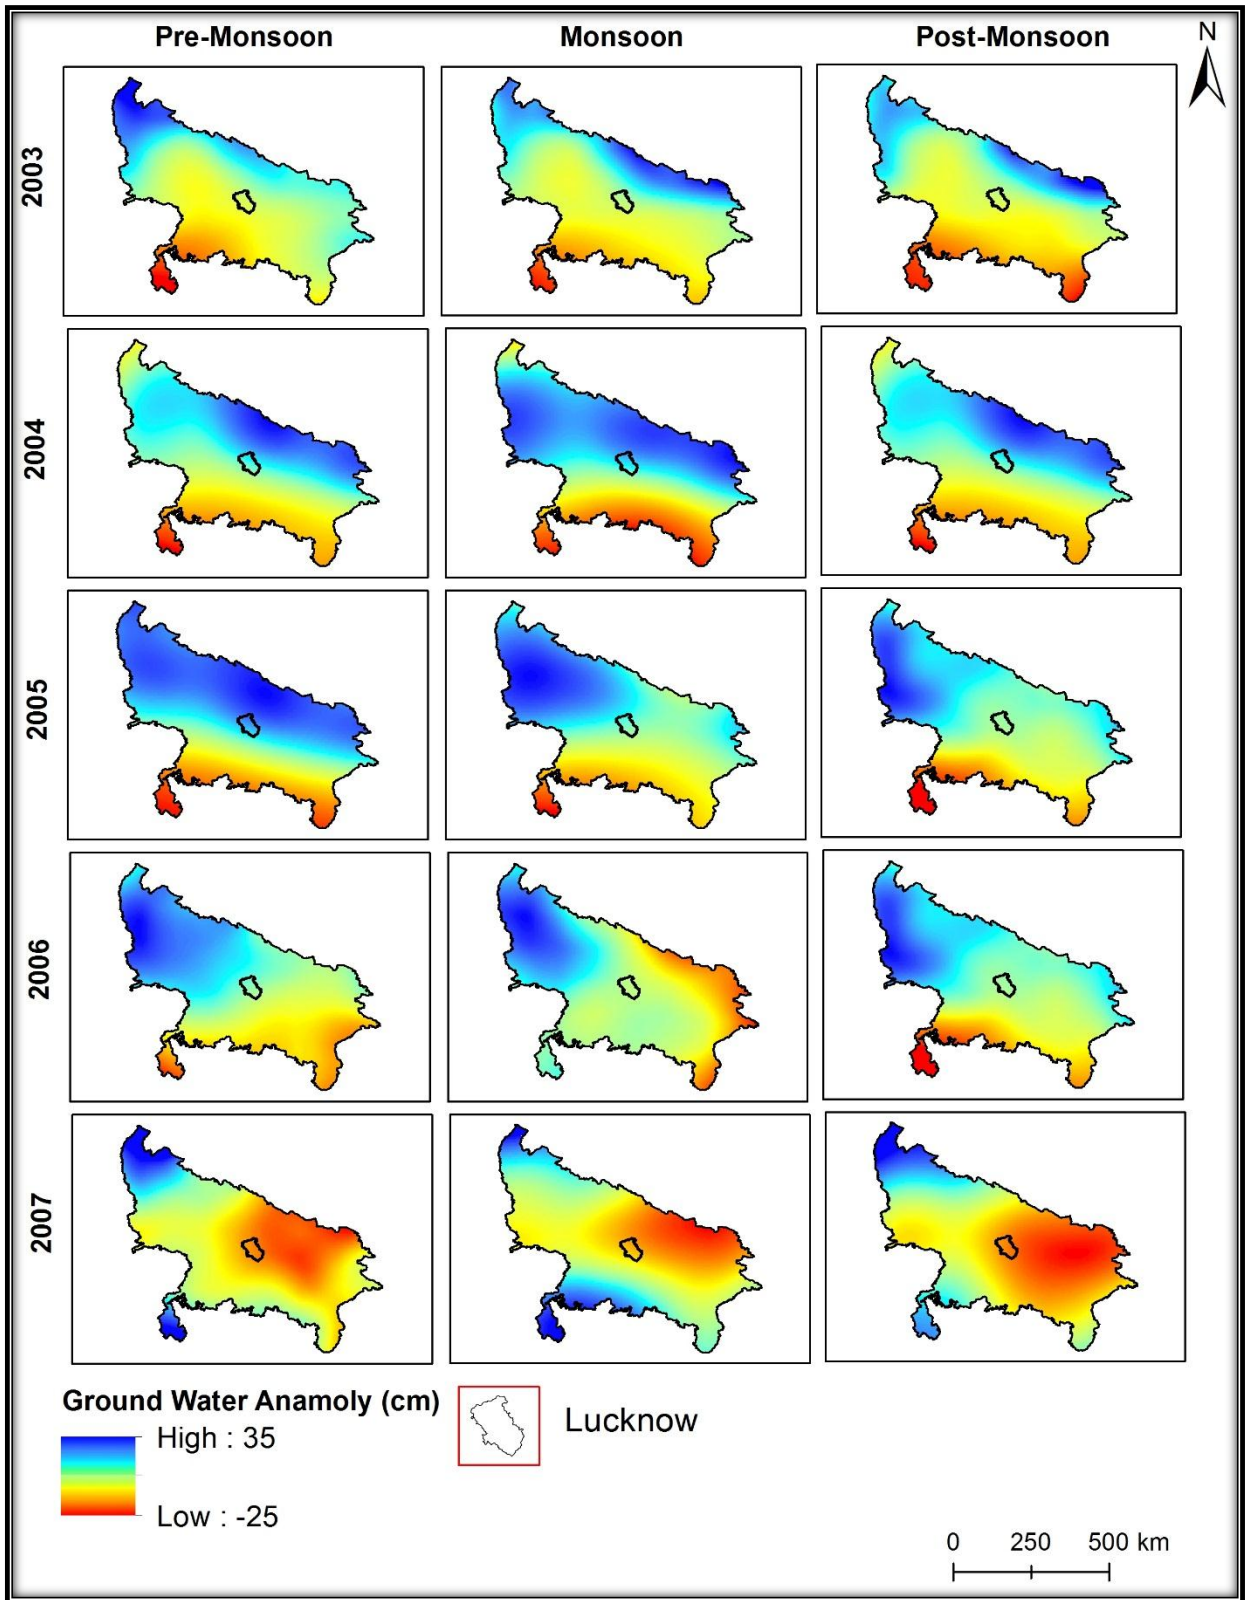 Pre-Monsoon
Monsoon
Post-Monsoon
N
2003
2004
2005
2006
2007
Ground Water Anamoly (cm)
High : 35
Low : -25
Lucknow
0 250 500 km